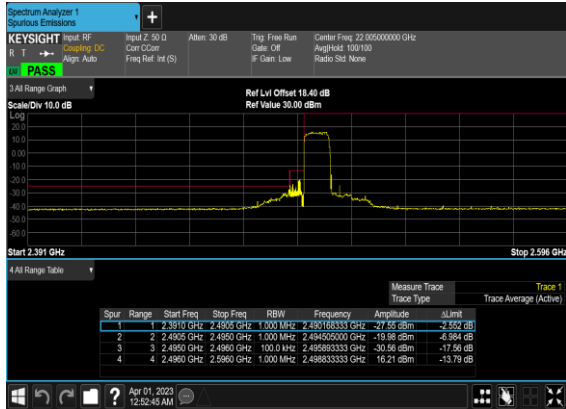 Spectrum Analyzer 1
Spurious Emissions
KEYSIGHT Input: RF Input Z: 50 Ω Atten: 30 dB Trig: Free Run Center Freq: 22.005000000 GHz
R T Coupling: DC Corr CCorr Gate: Off Avg|Hold: 100/100
Align: Auto Freq Ref: Int (S) IF Gain: Low Radio Std: None
PASS
3 All Range Graph
Ref Lvl Offset 18.40 dB
Scale/Div 10.0 dB Ref Value 30.00 dBm
Log
20.0
10.0
0.00
-10.0
-20.0
-30.0
-40.0
-50.0
-60.0
Start 2.391 GHz Stop 2.596 GHz
4 All Range Table
Measure Trace Trace 1
Trace Type Trace Average (Active)
Spur Range Start Freq Stop Freq RBW Frequency Amplitude ΔLimit
1 1 2.3910 GHz 2.4905 GHz 1.000 MHz 2.490168333 GHz -27.55 dBm -2.552 dB
2 2 2.4905 GHz 2.4950 GHz 1.000 MHz 2.494505000 GHz -19.98 dBm -6.984 dB
3 3 2.4950 GHz 2.4960 GHz 100.0 kHz 2.495893333 GHz -30.56 dBm -17.56 dB
4 4 2.4960 GHz 2.5960 GHz 1.000 MHz 2.498833333 GHz 16.21 dBm -13.79 dB
? Apr 01, 2023
12:52:45 AM